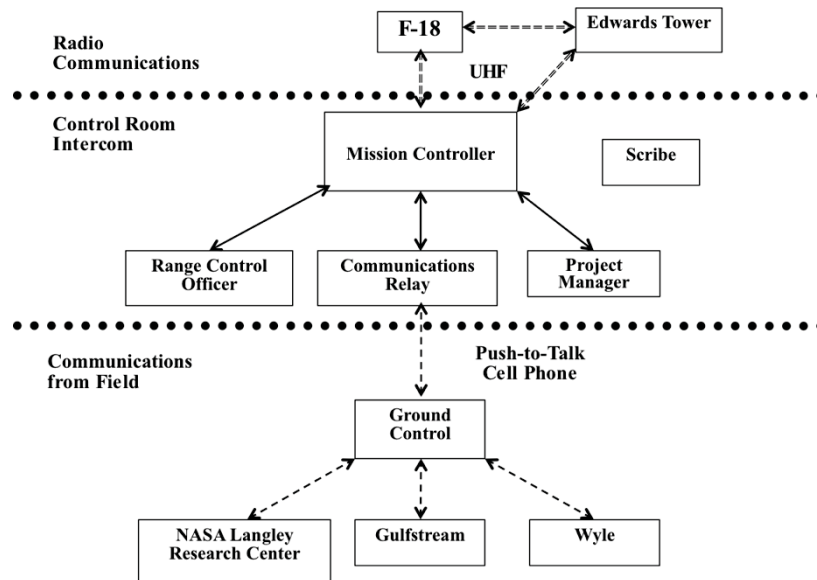 F-18
Edwards Tower
Radio
Communications
UHF
Control Room
Intercom
Mission Controller
Scribe
Range Control
Officer
Communications
Relay
Project
Manager
Communications
from Field
Push-to-Talk
Cell Phone
Ground
Control
NASA Langley
Research Center
Gulfstream
Wyle